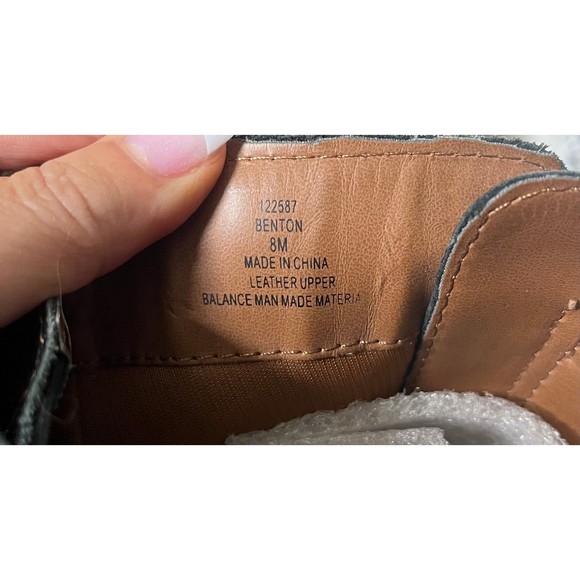 122587
BENTON
8M
MADE IN CHINA
LEATHER UPPER
BALANCE MAN MADE MATERIA